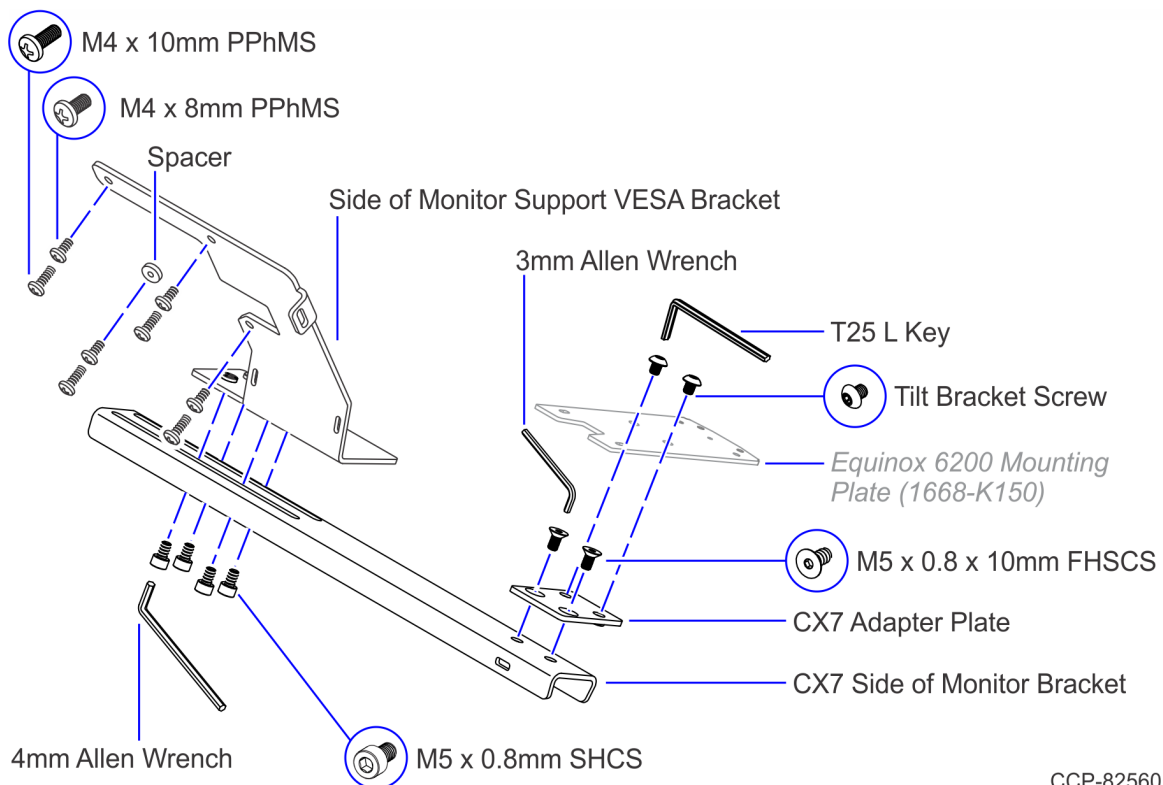 M4 x 10mm PPhMS
M4 x 8mm PPhMS
Spacer
Side of Monitor Support VESA Bracket
3mm Allen Wrench
T25 L Key
Tilt Bracket Screw
Equinox 6200 Mounting
Plate (1668-K150)
M5 x 0.8 x 10mm FHSCS
CX7 Adapter Plate
CX7 Side of Monitor Bracket
4mm Allen Wrench
M5 x 0.8mm SHCS
CCP-82560